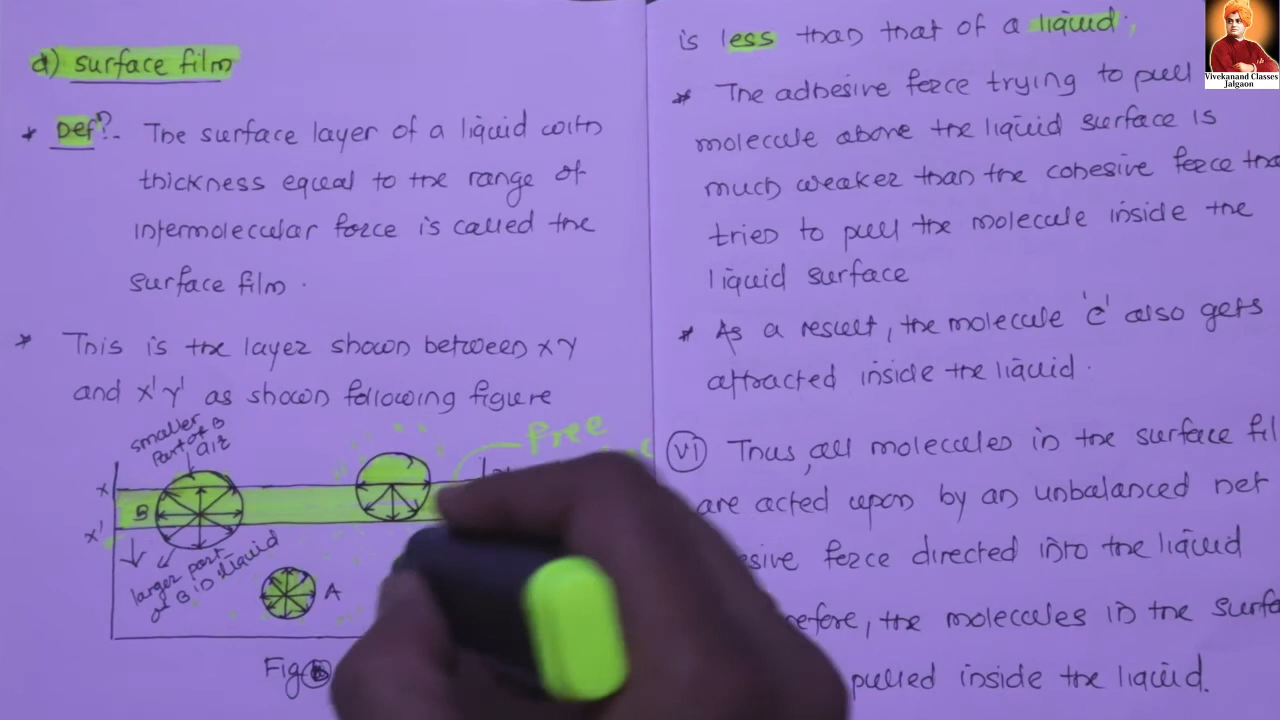 d) surface film
* Defn:- The surface layer of a liquid with
thickness equal to the range of
intermolecular force is called the
surface film.
* This is the layer shown between XY
and X'Y' as shown following figure
smaller
part of B
air
free
X
B
X'
larger part
of B in liquid
A
Fig
is less than that of a liquid.
* The adhesive force trying to pull
molecule above the liquid surface is
much weaker than the cohesive force tha
tries to pull the molecule inside the
liquid surface
* As a result, the molecule 'c' also gets
attracted inside the liquid.
(vi) Thus, all molecules in the surface fil
are acted upon by an unbalanced net
esive force directed into the liquid
refore, the molecules in the surfa
pulled inside the liquid.
Vivekanand Classes
Jalgaon